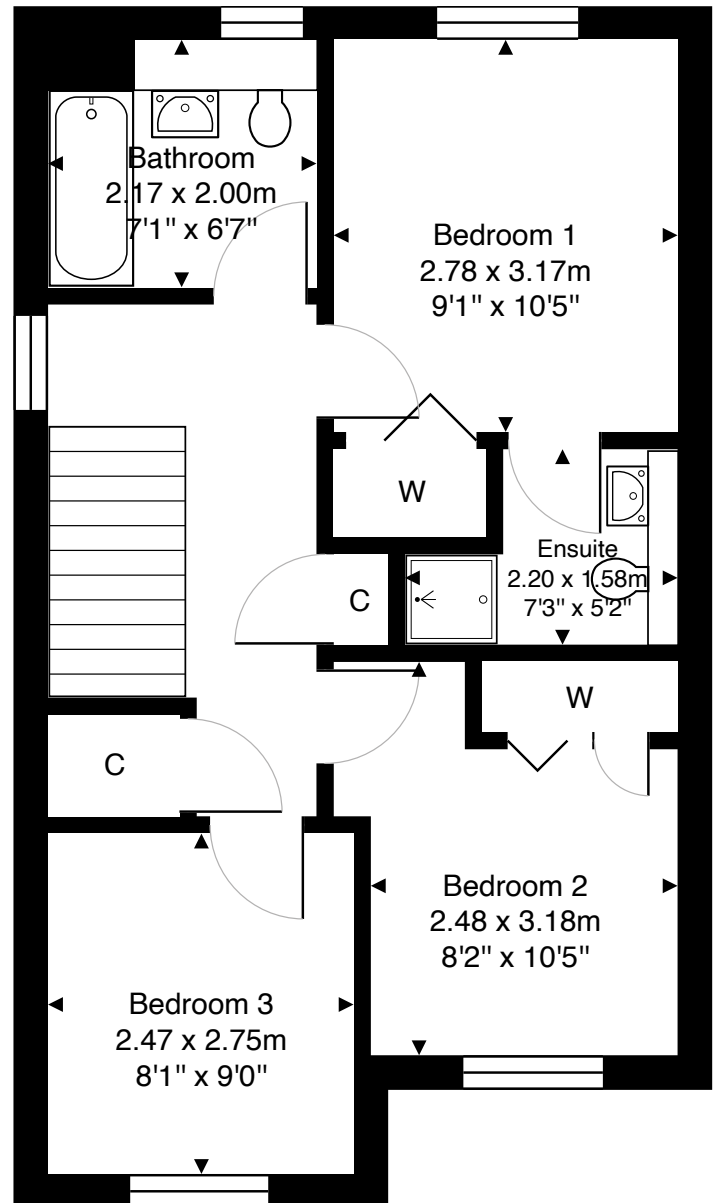 Bathroom
2.17 x 2.00m
7'1" x 6'7"
Bedroom 1
2.78 x 3.17m
9'1" x 10'5"
W
Ensuite
2.20 x 1.58m
7'3" x 5'2"
C
W
C
Bedroom 2
2.48 x 3.18m
8'2" x 10'5"
Bedroom 3
2.47 x 2.75m
8'1" x 9'0"